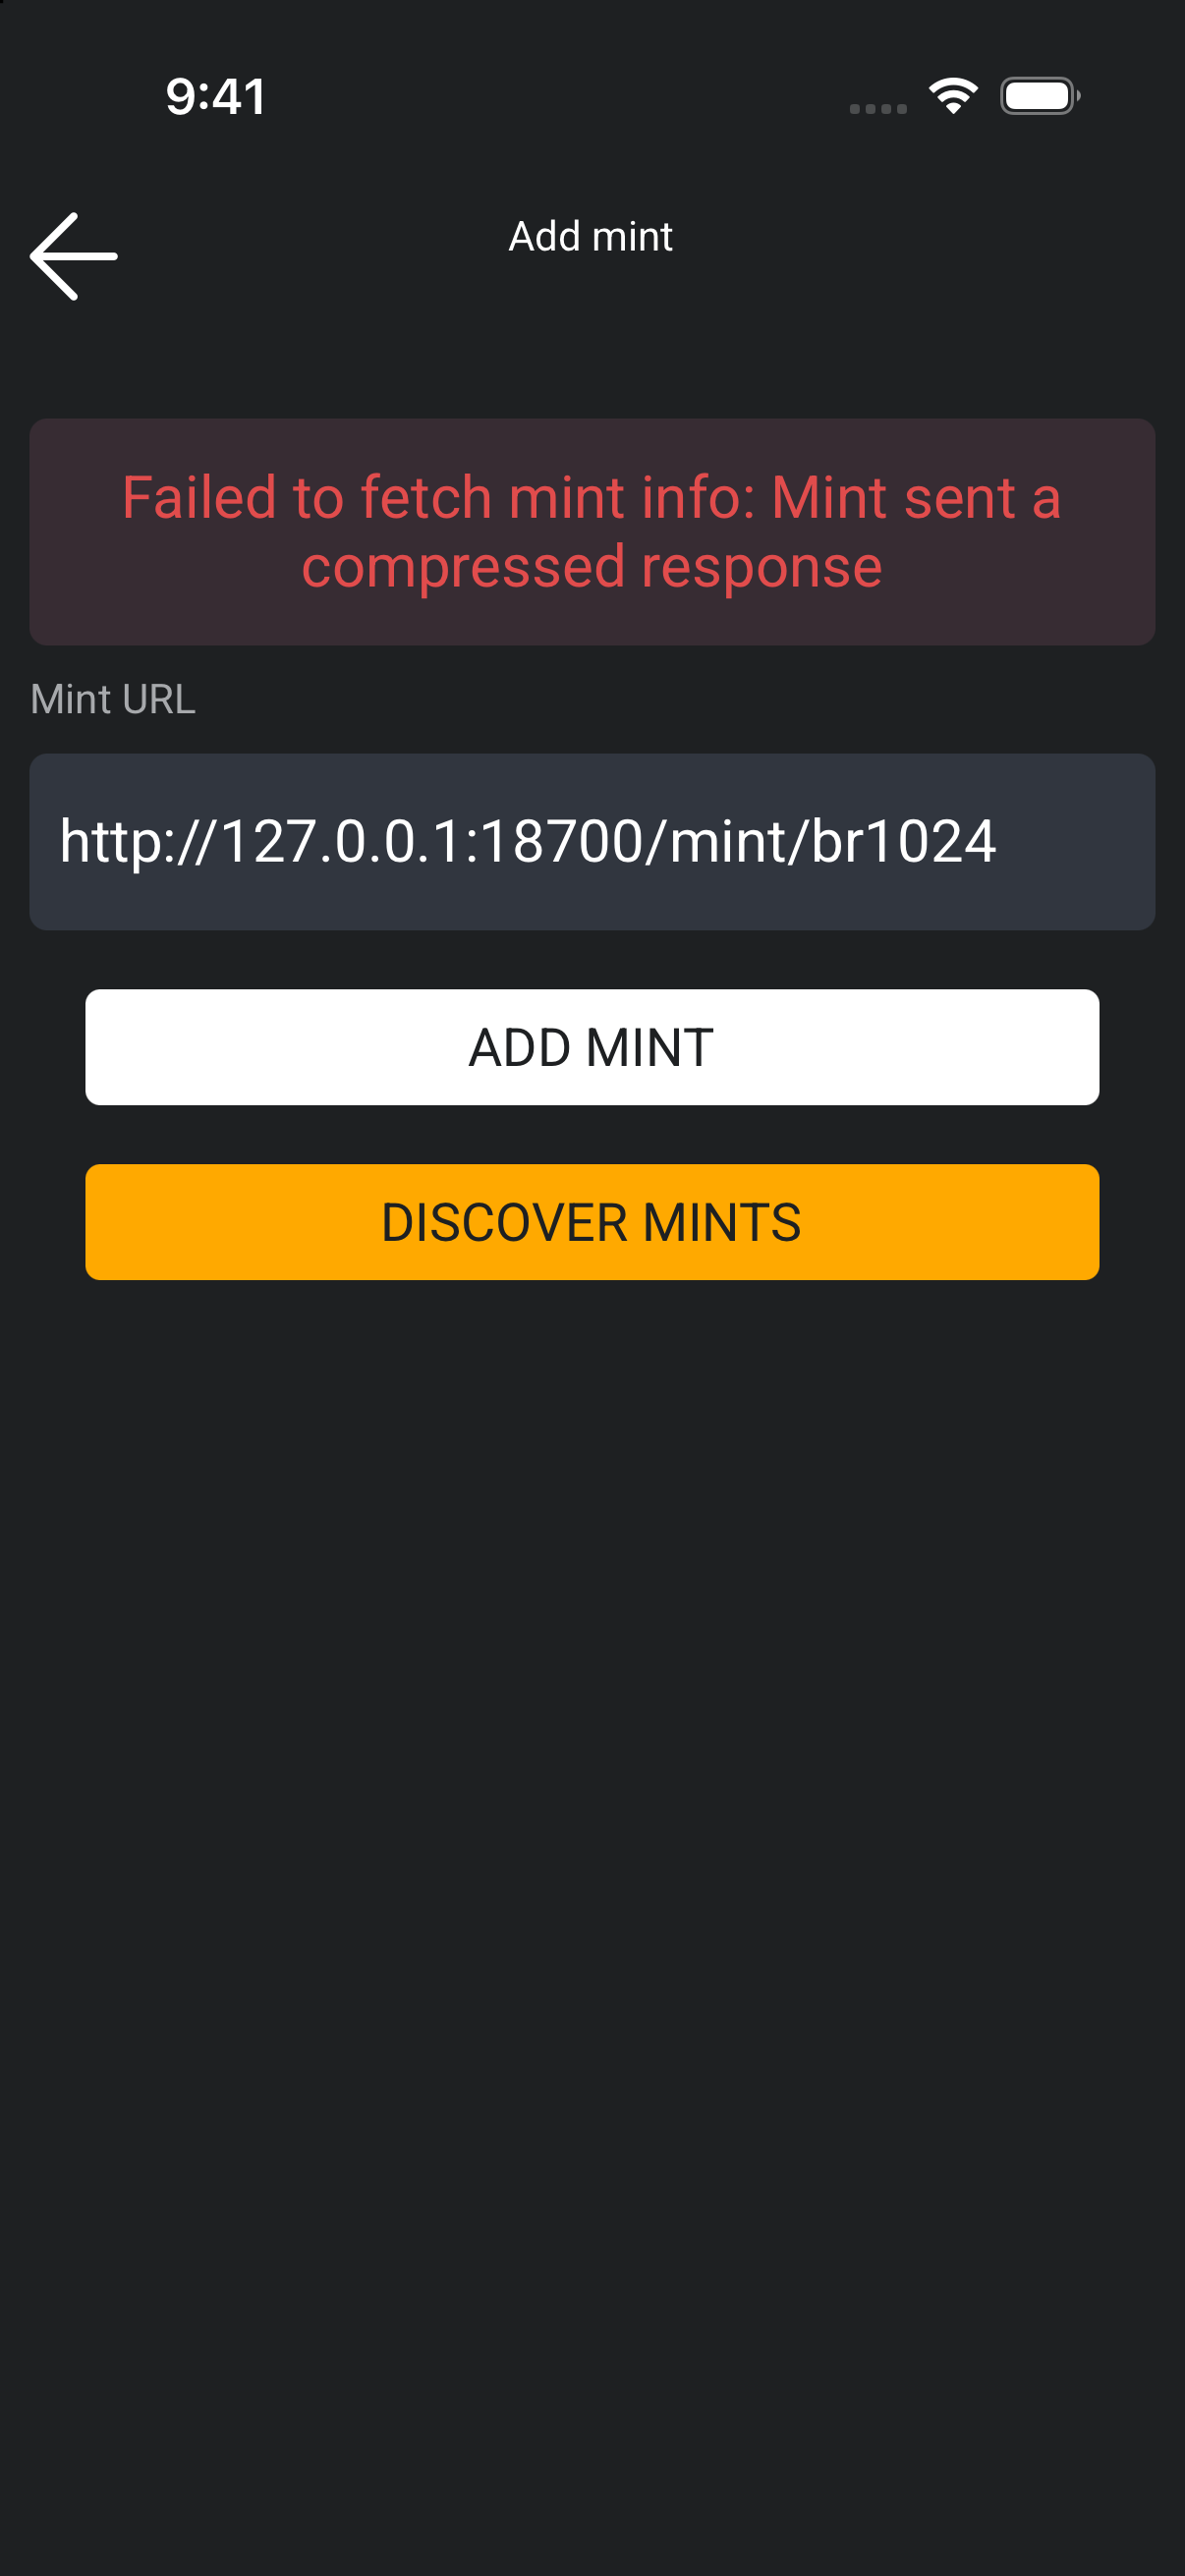 9:41
Add mint
Failed to fetch mint info: Mint sent a
compressed response
Mint URL
http://127.0.0.1:18700/mint/br1024
ADD MINT
DISCOVER MINTS